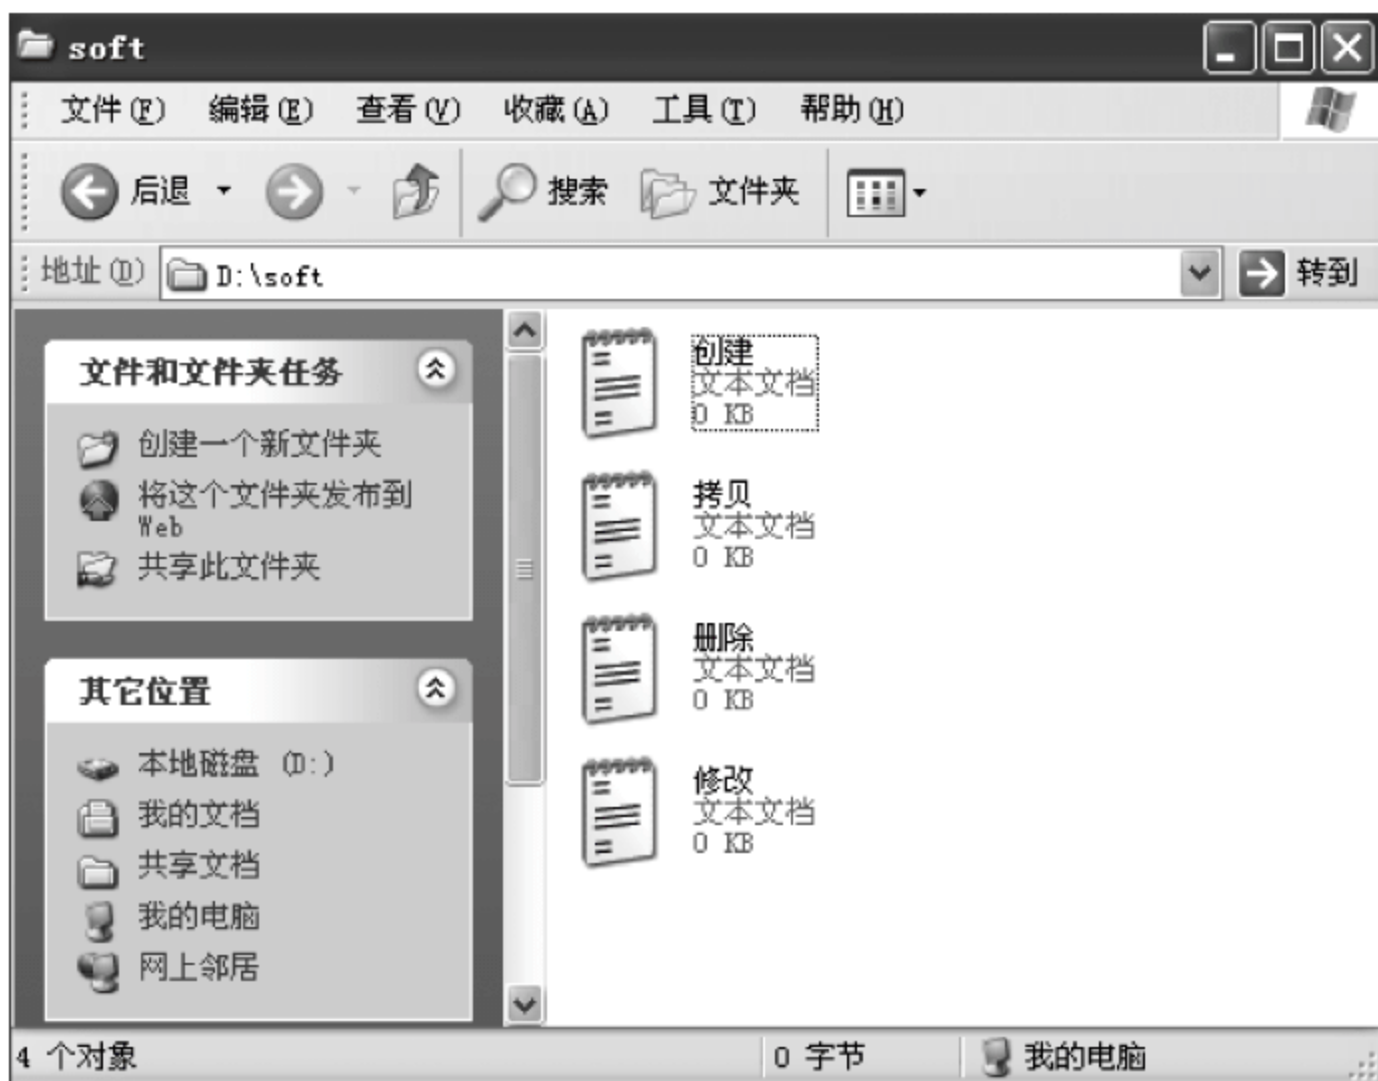 soft
文件(F) 编辑(E) 查看(V) 收藏(A) 工具(T) 帮助(H)
后退 搜索 文件夹
地址(D) D:\soft 转到
文件和文件夹任务
创建一个新文件夹
将这个文件夹发布到
Web
共享此文件夹
其它位置
本地磁盘 (D:)
我的文档
共享文档
我的电脑
网上邻居
创建
文本文档
0 KB
拷贝
文本文档
0 KB
删除
文本文档
0 KB
修改
文本文档
0 KB
4 个对象 0 字节 我的电脑